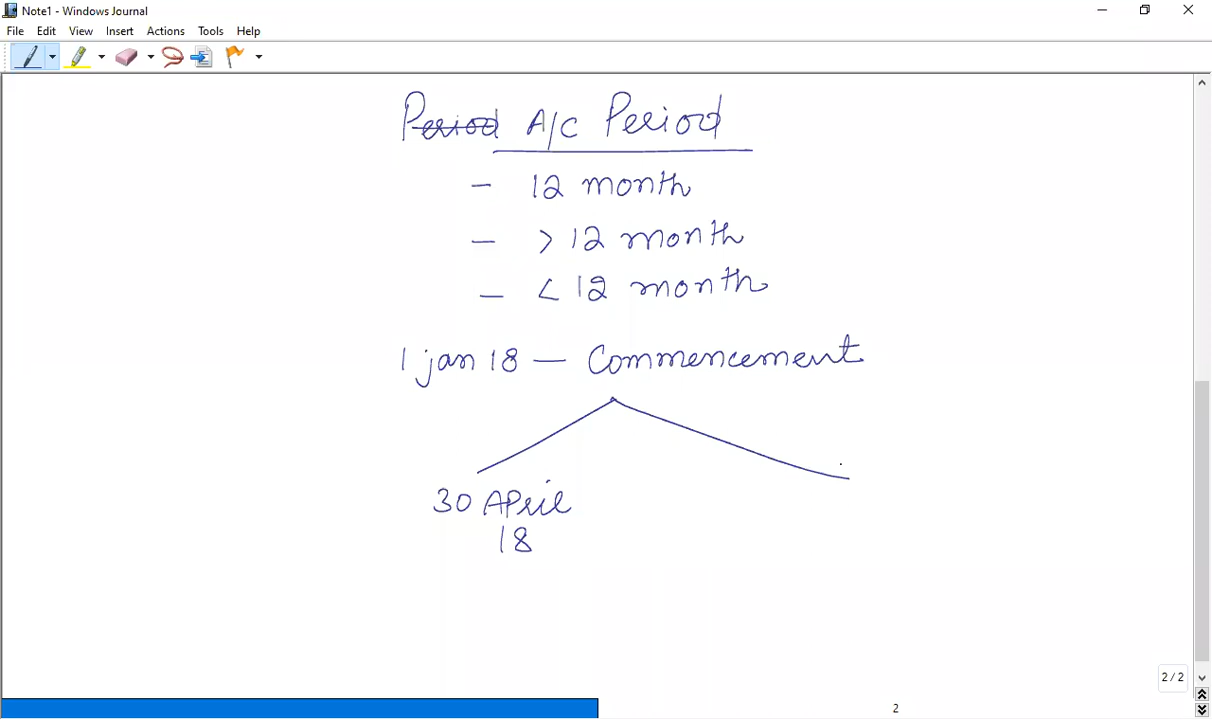 Note1 - Windows Journal
File Edit View Insert Actions Tools Help
Period A/C Period
- 12 month
- > 12 month
- < 12 month
1 jan 18 — Commencement
30 April
18
2 / 2
2